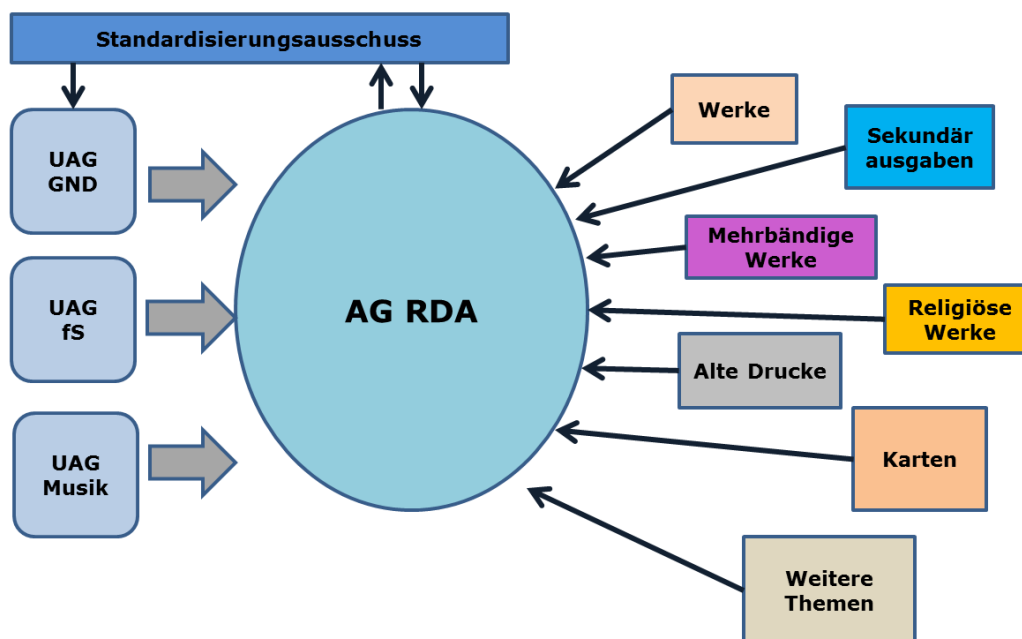 Standardisierungsausschuss
UAG
GND
UAG
fS
UAG
Musik
AG RDA
Werke
Sekundär
ausgaben
Mehrbändige
Werke
Religiöse
Werke
Alte Drucke
Karten
Weitere
Themen